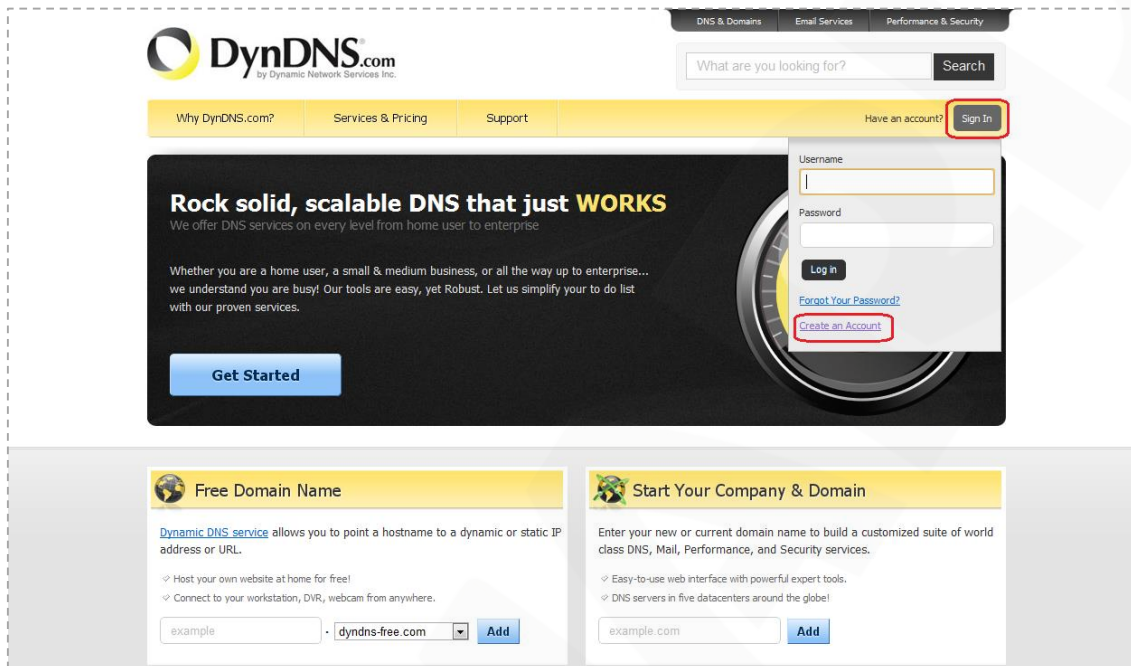 DNS & Domains Email Services Performance & Security
DynDNS.com
by Dynamic Network Services Inc.
What are you looking for? Search
Why DynDNS.com? Services & Pricing Support Have an account? Sign In
Username
Password
Log in
Forgot Your Password?
Create an Account
Rock solid, scalable DNS that just WORKS
We offer DNS services on every level from home user to enterprise
Whether you are a home user, a small & medium business, or all the way up to enterprise...
we understand you are busy! Our tools are easy, yet Robust. Let us simplify your to do list
with our proven services.
Get Started
Free Domain Name
Dynamic DNS service allows you to point a hostname to a dynamic or static IP
address or URL.
Host your own website at home for free!
Connect to your workstation, DVR, webcam from anywhere.
example . dyndns-free.com Add
Start Your Company & Domain
Enter your new or current domain name to build a customized suite of world
class DNS, Mail, Performance, and Security services.
Easy-to-use web interface with powerful expert tools.
DNS servers in five datacenters around the globe!
example.com Add